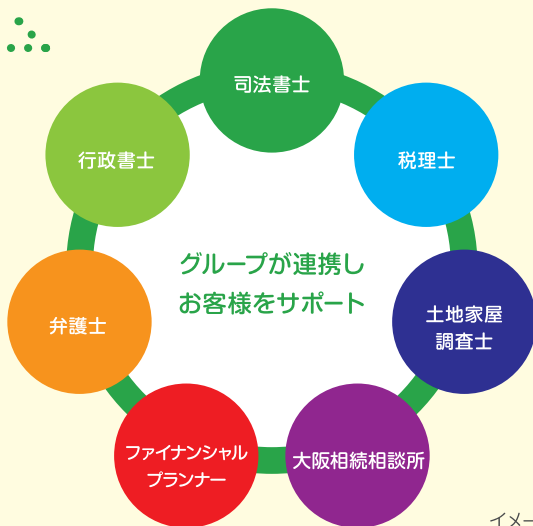 司法書士
行政書士
税理士
グループが連携し
お客様をサポート
弁護士
土地家屋
調査士
ファイナンシャル
プランナー
大阪相続相談所
イメー